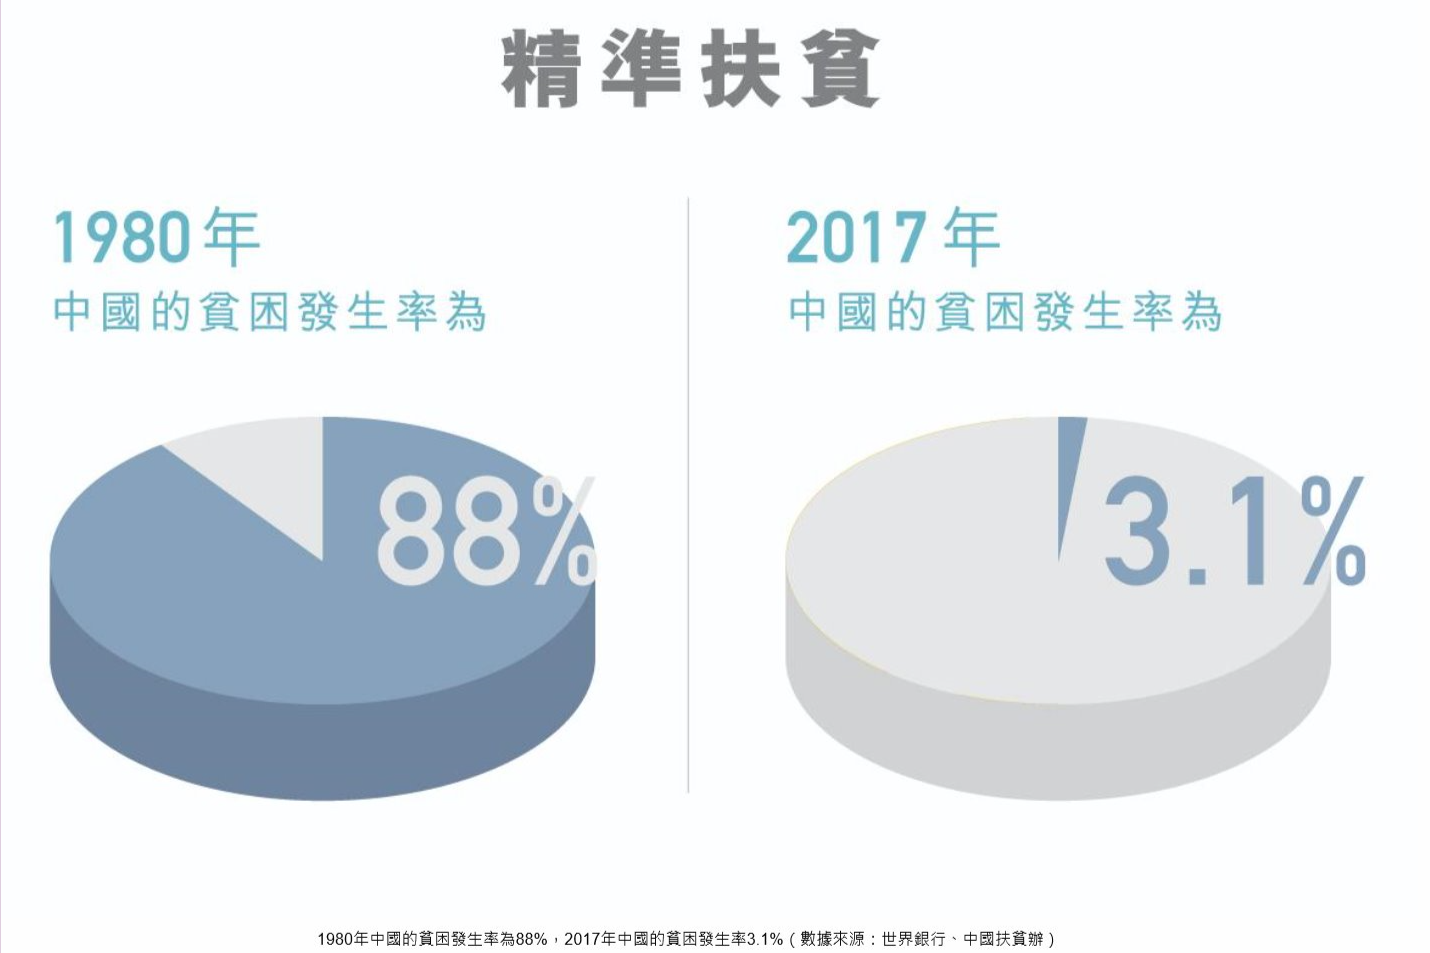 精準扶貧
1980年
中國的貧困發生率為
88%
2017年
中國的貧困發生率為
3.1%
1980年中國的貧困發生率為88%，2017年中國的貧困發生率3.1%（數據來源：世界銀行、中國扶貧辦）